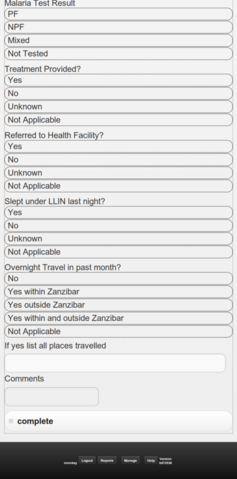 Malaria Test Result
PF
NPF
Mixed
Not Tested
Treatment Provided?
Yes
No
Unknown
Not Applicable
Referred to Health Facility?
Yes
No
Unknown
Not Applicable
Slept under LLIN last night?
Yes
No
Unknown
Not Applicable
Overnight Travel in past month?
No
Yes within Zanzibar
Yes outside Zanzibar
Yes within and outside Zanzibar
Not Applicable
If yes list all places travelled
Comments
complete
Logout Reports Manage Help Version